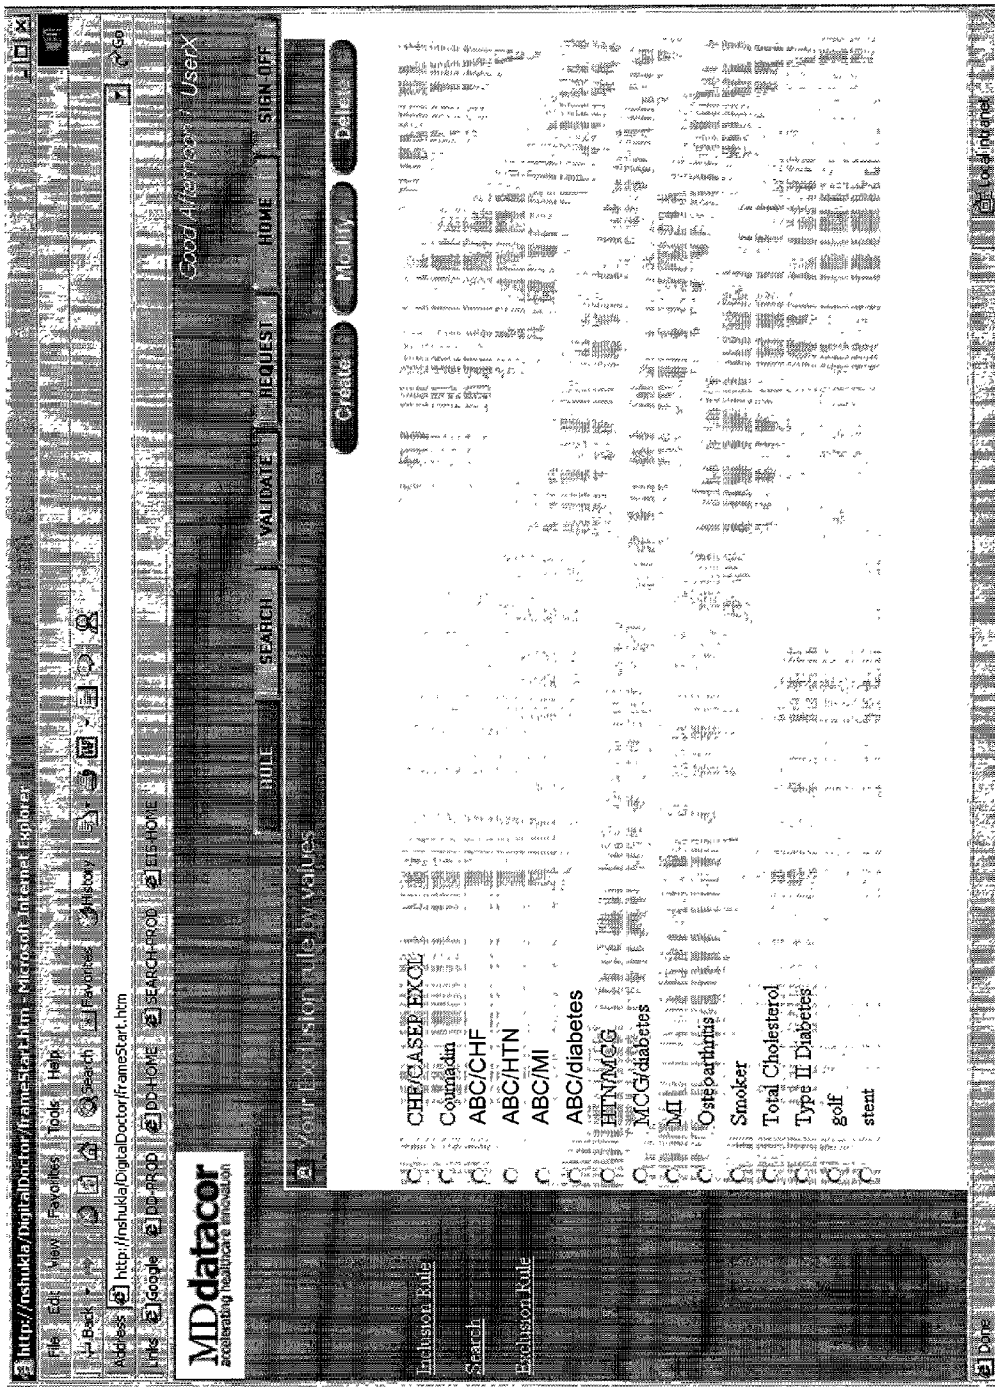 http://nshukla/DigitalDoctor/frameStart.htm - Microsoft Internet Explorer
File Edit View Favorites Tools Help
Back Search Favorites History
Address http://nshukla/DigitalDoctor/frameStart.htm Go
Links Google DD-PROD DD-HOME SEARCH-PROD EIS-HOME
MDdatacor
accelerating healthcare innovation
Good Afternoon UserX
RULE SEARCH VALIDATE REQUEST HOME SIGN-OFF
Your Exclusion rule by values
Create Modify Delete
Inclusion Rule
Search
Exclusion Rule
Coumadin
ABC/CHF
ABC/HTN
ABC/MI
ABC/diabetes
HTN/MCG
MCG/diabetes
MI
Osteoarthritis
Smoker
Total Cholesterol
Type II Diabetes
golf
stent
Done Local intranet